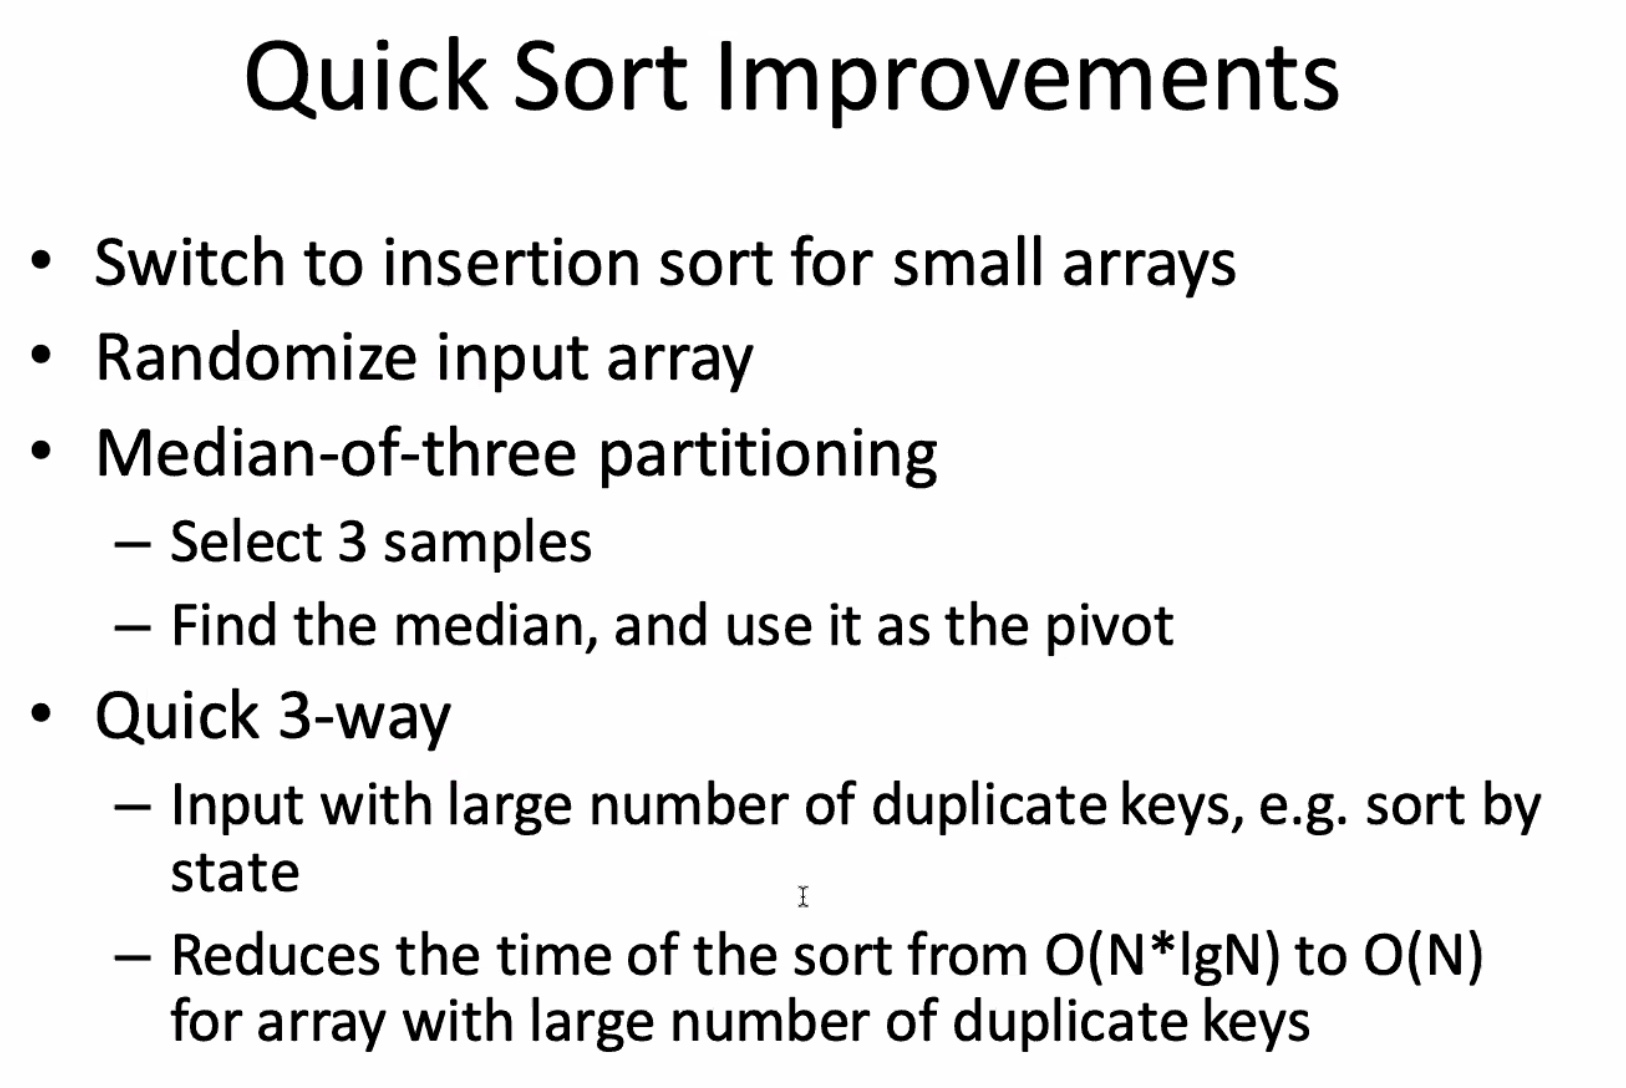 Quick Sort Improvements
• Switch to insertion sort for small arrays
• Randomize input array
• Median-of-three partitioning
– Select 3 samples
– Find the median, and use it as the pivot
• Quick 3-way
– Input with large number of duplicate keys, e.g. sort by
state
– Reduces the time of the sort from O(N*lgN) to O(N)
for array with large number of duplicate keys